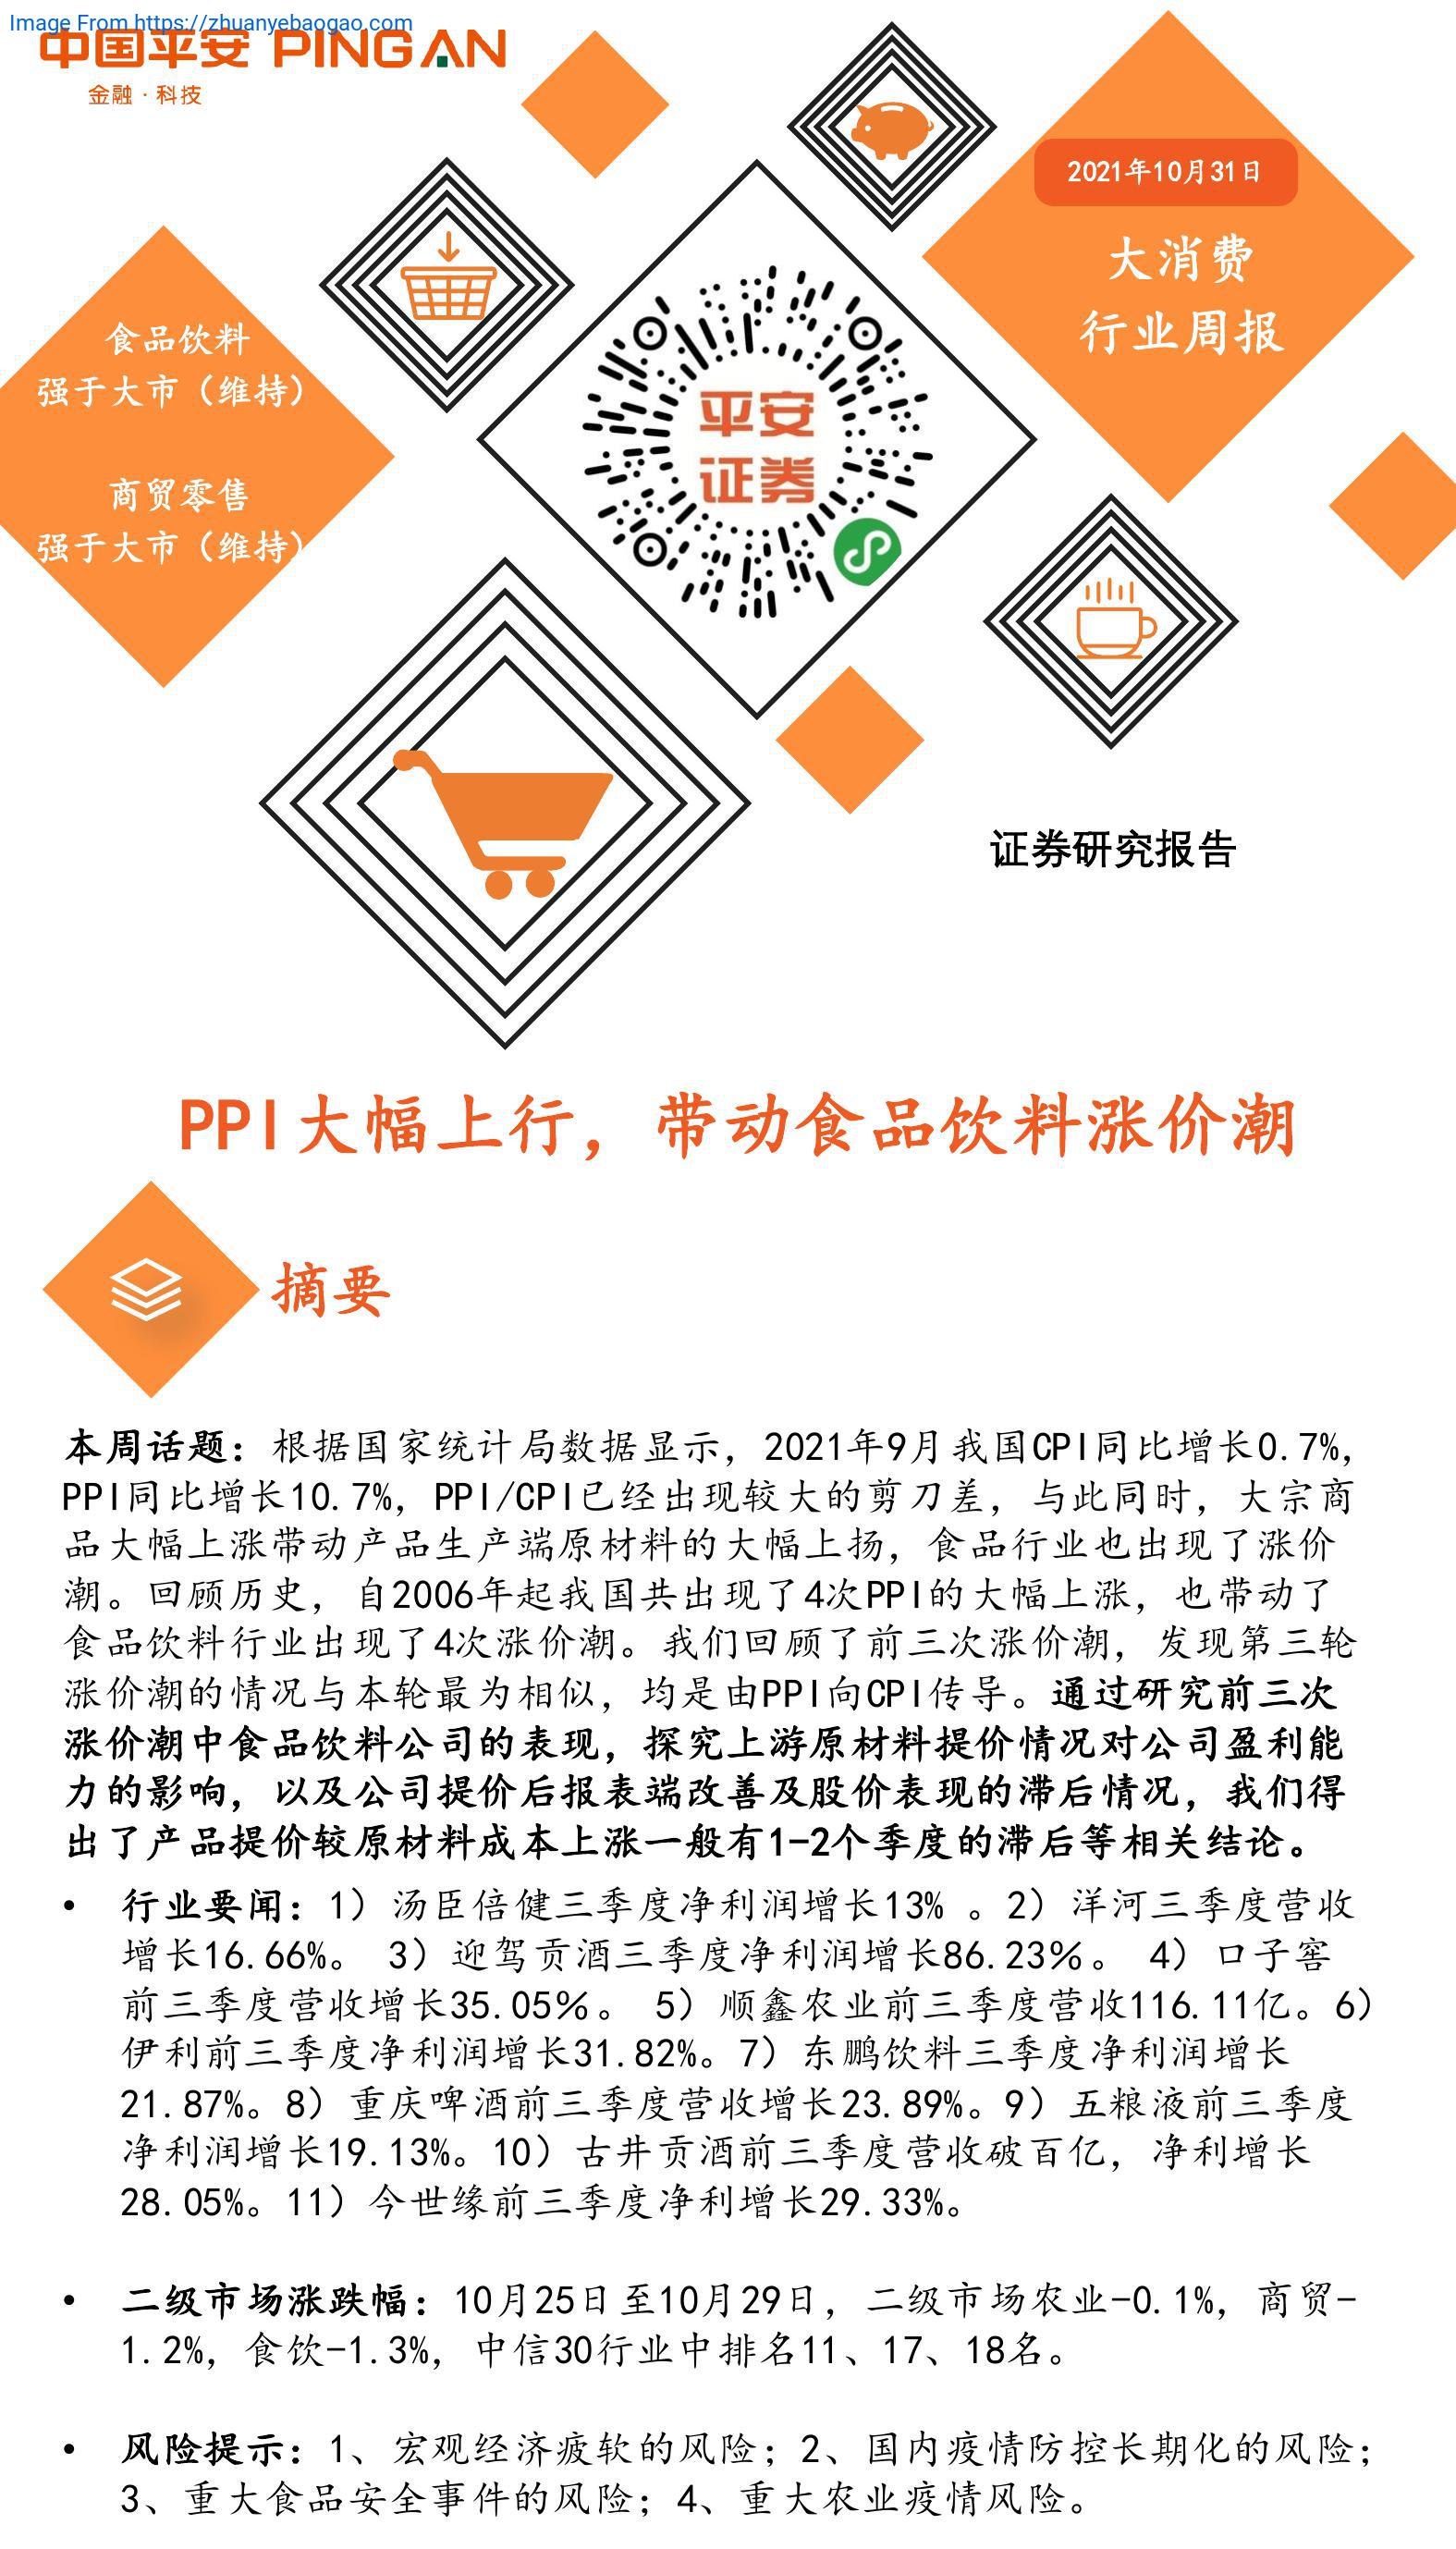 Image From https://zhuanyebaogao.com
中国平安 PINGAN
金融·科技
2021年10月31日
大消费
行业周报
食品饮料
强于大市（维持）
商贸零售
强于大市（维持）
平安
证券
证券研究报告
PPI大幅上行，带动食品饮料涨价潮
摘要
本周话题：根据国家统计局数据显示，2021年9月我国CPI同比增长0.7%，
PPI同比增长10.7%，PPI/CPI已经出现较大的剪刀差，与此同时，大宗商
品大幅上涨带动产品生产端原材料的大幅上扬，食品行业也出现了涨价
潮。回顾历史，自2006年起我国共出现了4次PPI的大幅上涨，也带动了
食品饮料行业出现了4次涨价潮。我们回顾了前三次涨价潮，发现第三轮
涨价潮的情况与本轮最为相似，均是由PPI向CPI传导。通过研究前三次
涨价潮中食品饮料公司的表现，探究上游原材料提价情况对公司盈利能
力的影响，以及公司提价后报表端改善及股价表现的滞后情况，我们得
出了产品提价较原材料成本上涨一般有1-2个季度的滞后等相关结论。
• 行业要闻：1）汤臣倍健三季度净利润增长13% 。2）洋河三季度营收
增长16.66%。 3）迎驾贡酒三季度净利润增长86.23%。 4）口子窖
前三季度营收增长35.05%。 5）顺鑫农业前三季度营收116.11亿。6）
伊利前三季度净利润增长31.82%。7）东鹏饮料三季度净利润增长
21.87%。8）重庆啤酒前三季度营收增长23.89%。9）五粮液前三季度
净利润增长19.13%。10）古井贡酒前三季度营收破百亿，净利增长
28.05%。11）今世缘前三季度净利增长29.33%。
• 二级市场涨跌幅：10月25日至10月29日，二级市场农业-0.1%，商贸-
1.2%，食饮-1.3%，中信30行业中排名11、17、18名。
• 风险提示：1、宏观经济疲软的风险；2、国内疫情防控长期化的风险；
3、重大食品安全事件的风险；4、重大农业疫情风险。